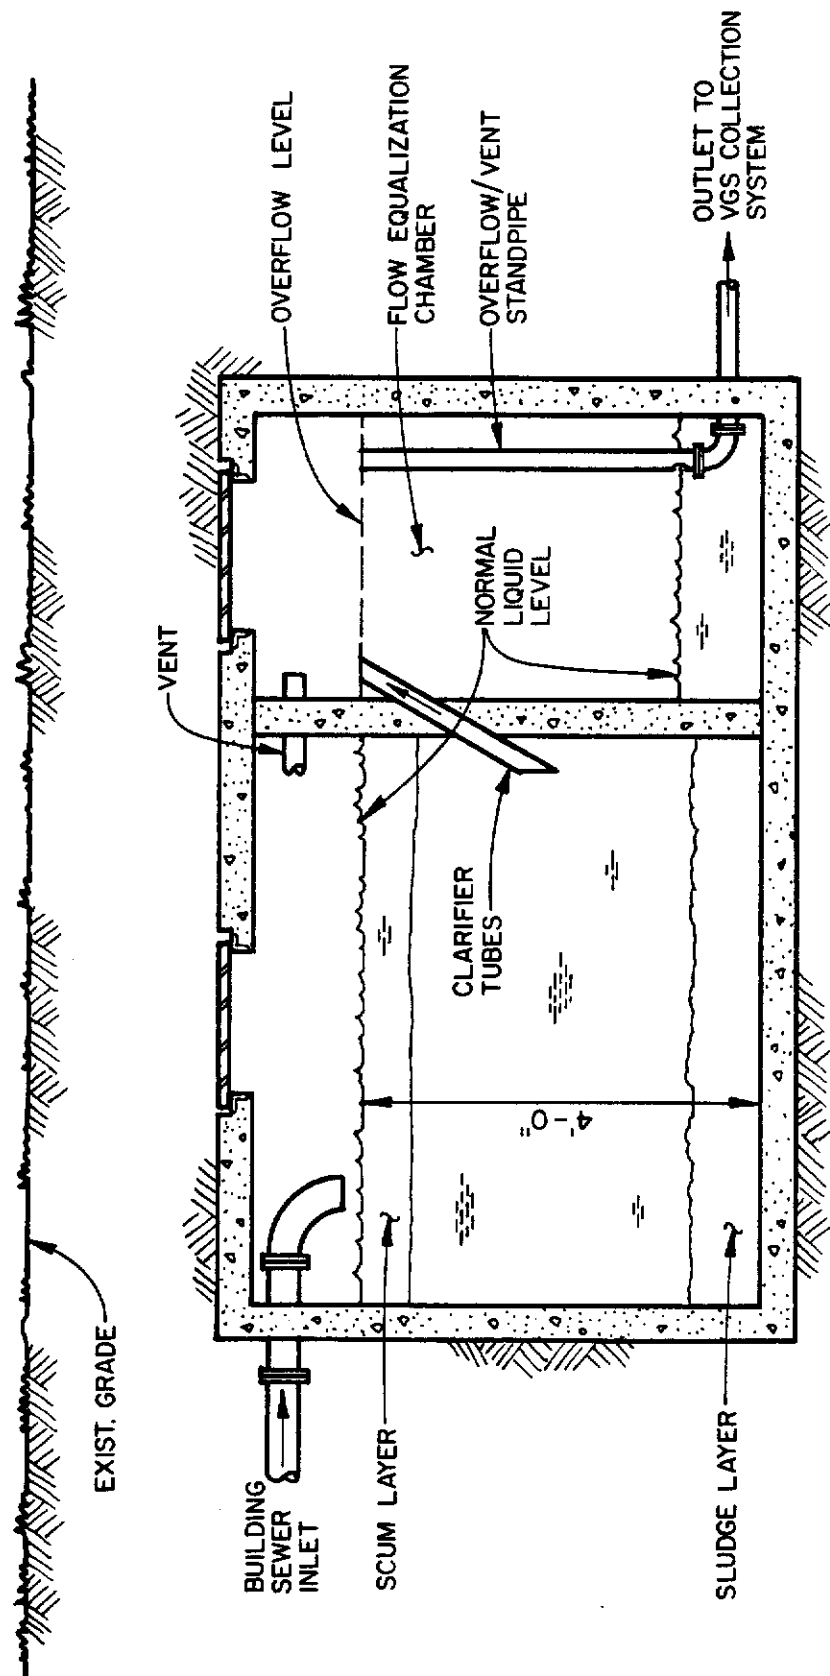 EXIST. GRADE
BUILDING
SEWER
INLET
VENT
OVERFLOW LEVEL
FLOW EQUALIZATION
CHAMBER
OVERFLOW/VENT
STANDPIPE
OUTLET TO
VGS COLLECTION
SYSTEM
NORMAL
LIQUID
LEVEL
CLARIFIER
TUBES
4'-0"
SCUM LAYER
SLUDGE LAYER